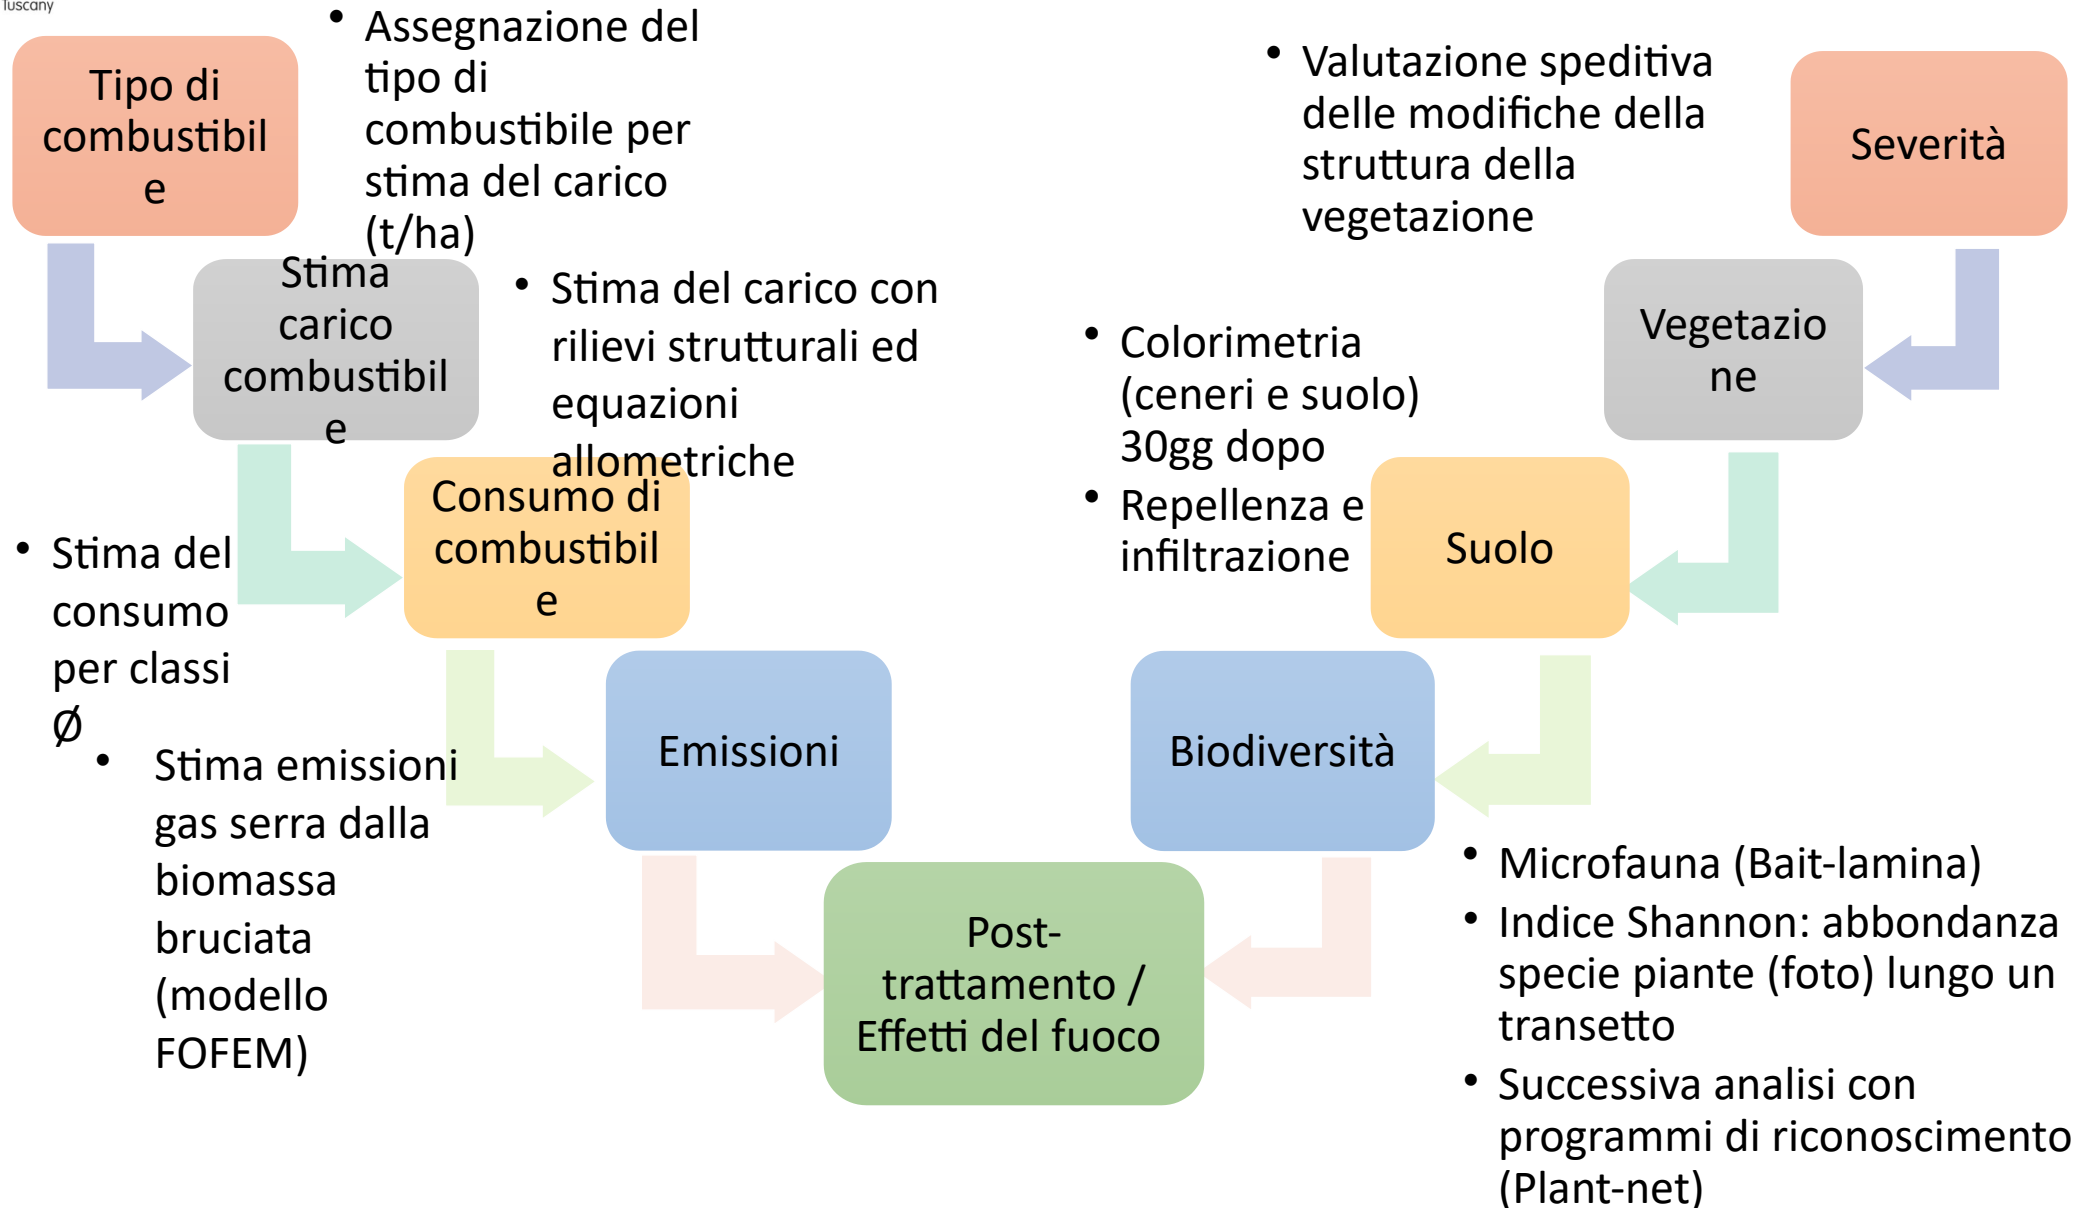 Tuscany
Tipo di
combustibil
e
• Assegnazione del
tipo di
combustibile per
stima del carico
(t/ha)
Stima
carico
combustibil
e
• Stima del carico con
rilievi strutturali ed
equazioni
allometriche
Consumo di
combustibil
e
• Stima del
consumo
per classi
Ø
• Stima emissioni
gas serra dalla
biomassa
bruciata
(modello
FOFEM)
Emissioni
• Valutazione speditiva
delle modifiche della
struttura della
vegetazione
Severità
Vegetazio
ne
• Colorimetria
(ceneri e suolo)
30gg dopo
• Repellenza e
infiltrazione
Suolo
Biodiversità
• Microfauna (Bait-lamina)
• Indice Shannon: abbondanza
specie piante (foto) lungo un
transetto
• Successiva analisi con
programmi di riconoscimento
(Plant-net)
Post-
trattamento /
Effetti del fuoco